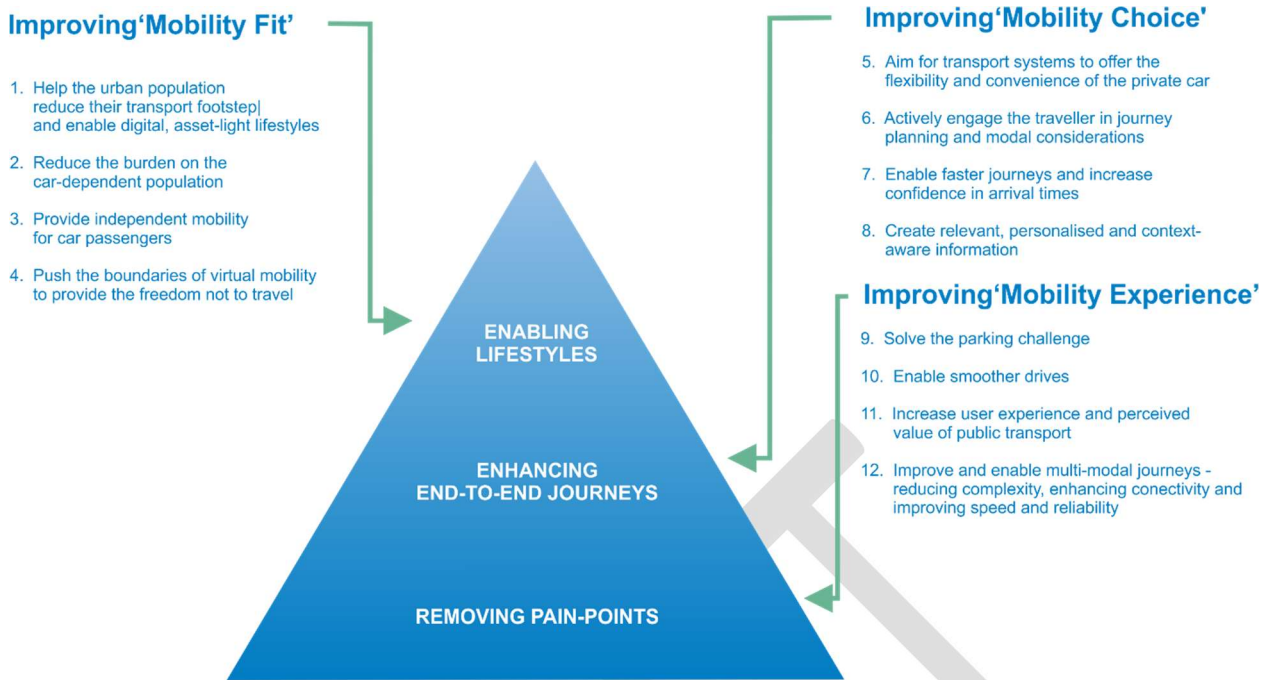 Improving‘Mobility Fit’
1. Help the urban population
reduce their transport footstep|
and enable digital, asset-light lifestyles
2. Reduce the burden on the
car-dependent population
3. Provide independent mobility
for car passengers
4. Push the boundaries of virtual mobility
to provide the freedom not to travel
Improving‘Mobility Choice'
5. Aim for transport systems to offer the
flexibility and convenience of the private car
6. Actively engage the traveller in journey
planning and modal considerations
7. Enable faster journeys and increase
confidence in arrival times
8. Create relevant, personalised and context-
aware information
Improving‘Mobility Experience’
9. Solve the parking challenge
10. Enable smoother drives
11. Increase user experience and perceived
value of public transport
12. Improve and enable multi-modal journeys -
reducing complexity, enhancing conectivity and
improving speed and reliability
ENABLING
LIFESTYLES
ENHANCING
END-TO-END JOURNEYS
REMOVING PAIN-POINTS